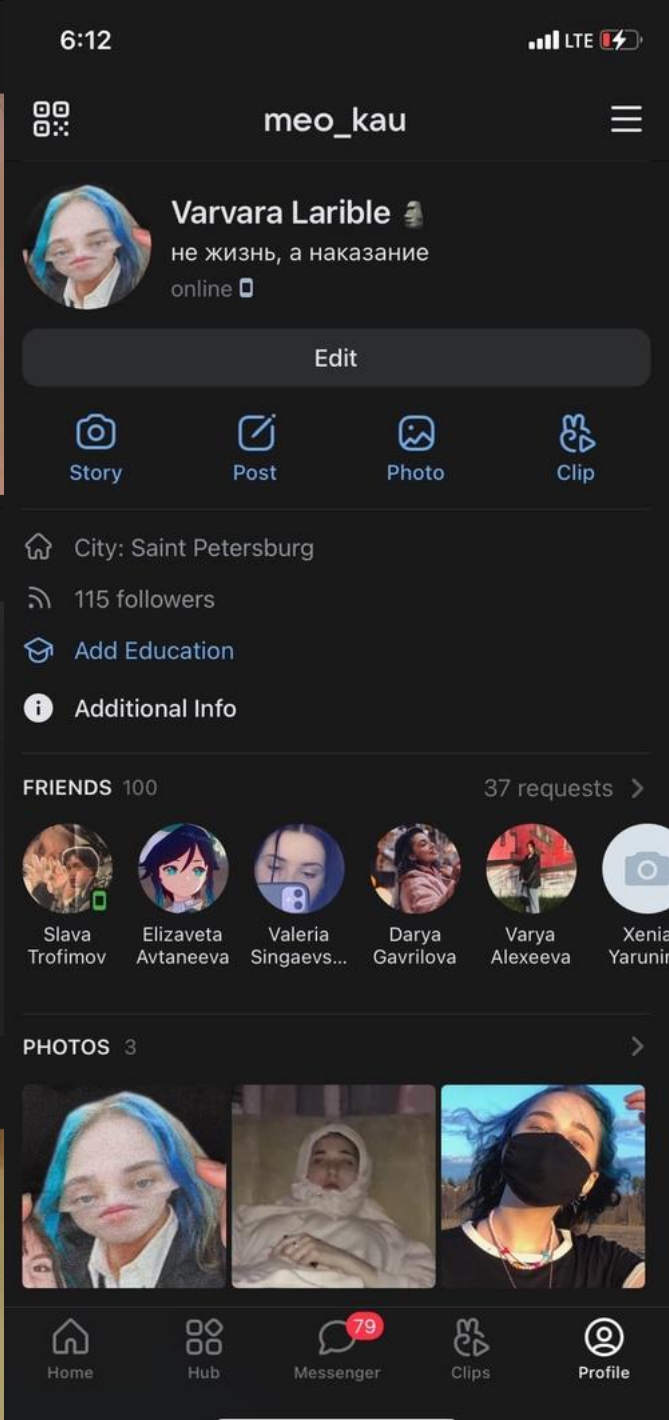 6:12
LTE
meo_kau
Varvara Larible 🗿
не жизнь, а наказание
online
Edit
Story Post Photo Clip
City: Saint Petersburg
115 followers
Add Education
Additional Info
FRIENDS 100 37 requests
Slava Elizaveta Valeria Darya Varya Xenia
Trofimov Avtaneeva Singaevs... Gavrilova Alexeeva
PHOTOS 3
79
Home Hub Messenger Clips Profile